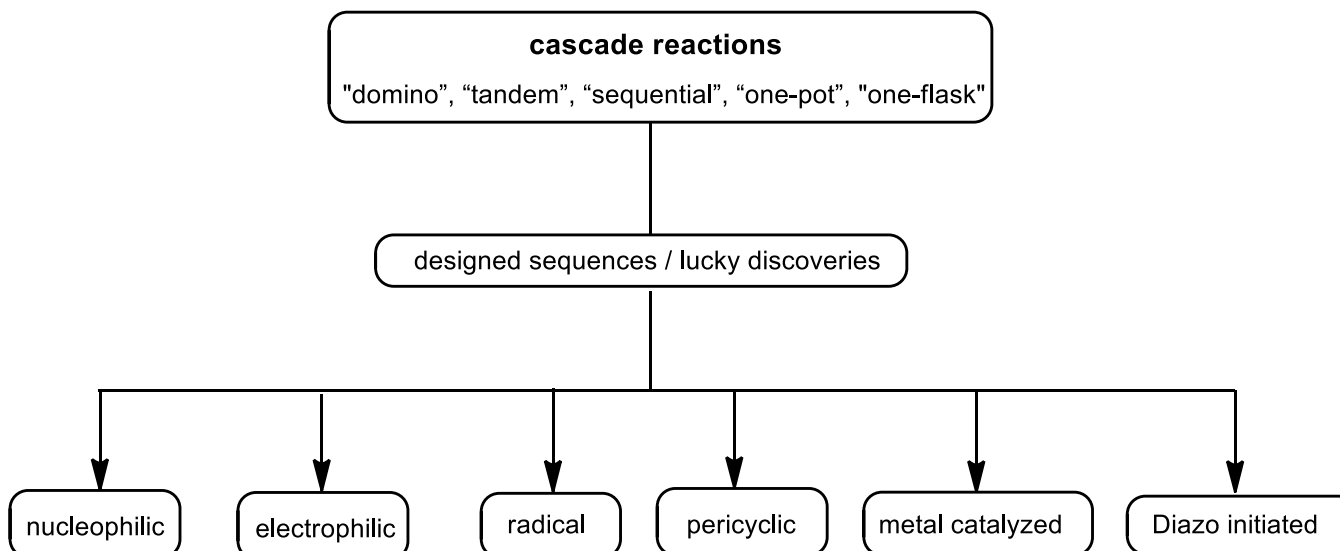 cascade reactions
"domino”, “tandem”, “sequential”, “one-pot”, "one-flask"
designed sequences / lucky discoveries
nucleophilic
electrophilic
radical
pericyclic
metal catalyzed
Diazo initiated